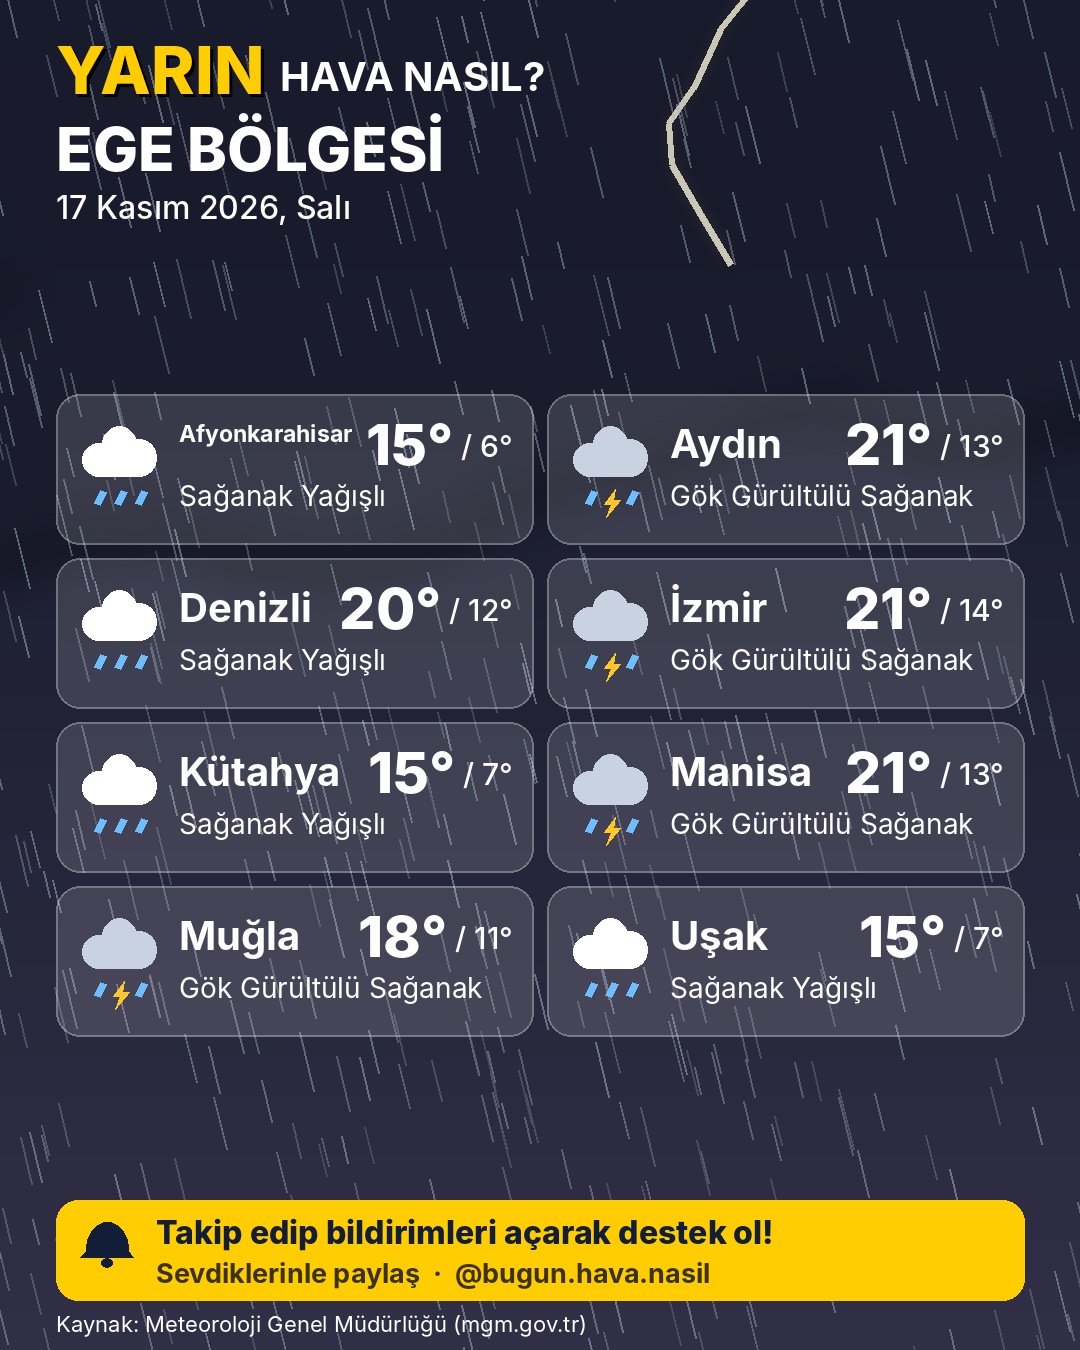 YARIN HAVA NASIL?
EGE BÖLGESİ
17 Kasım 2026, Salı
Afyonkarahisar 15° / 6°
Sağanak Yağışlı
Aydın 21° / 13°
Gök Gürültülü Sağanak
Denizli 20° / 12°
Sağanak Yağışlı
İzmir 21° / 14°
Gök Gürültülü Sağanak
Kütahya 15° / 7°
Sağanak Yağışlı
Manisa 21° / 13°
Gök Gürültülü Sağanak
Muğla 18° / 11°
Gök Gürültülü Sağanak
Uşak 15° / 7°
Sağanak Yağışlı
Takip edip bildirimleri açarak destek ol!
Sevdiklerinle paylaş · @bugun.hava.nasil
Kaynak: Meteoroloji Genel Müdürlüğü (mgm.gov.tr)